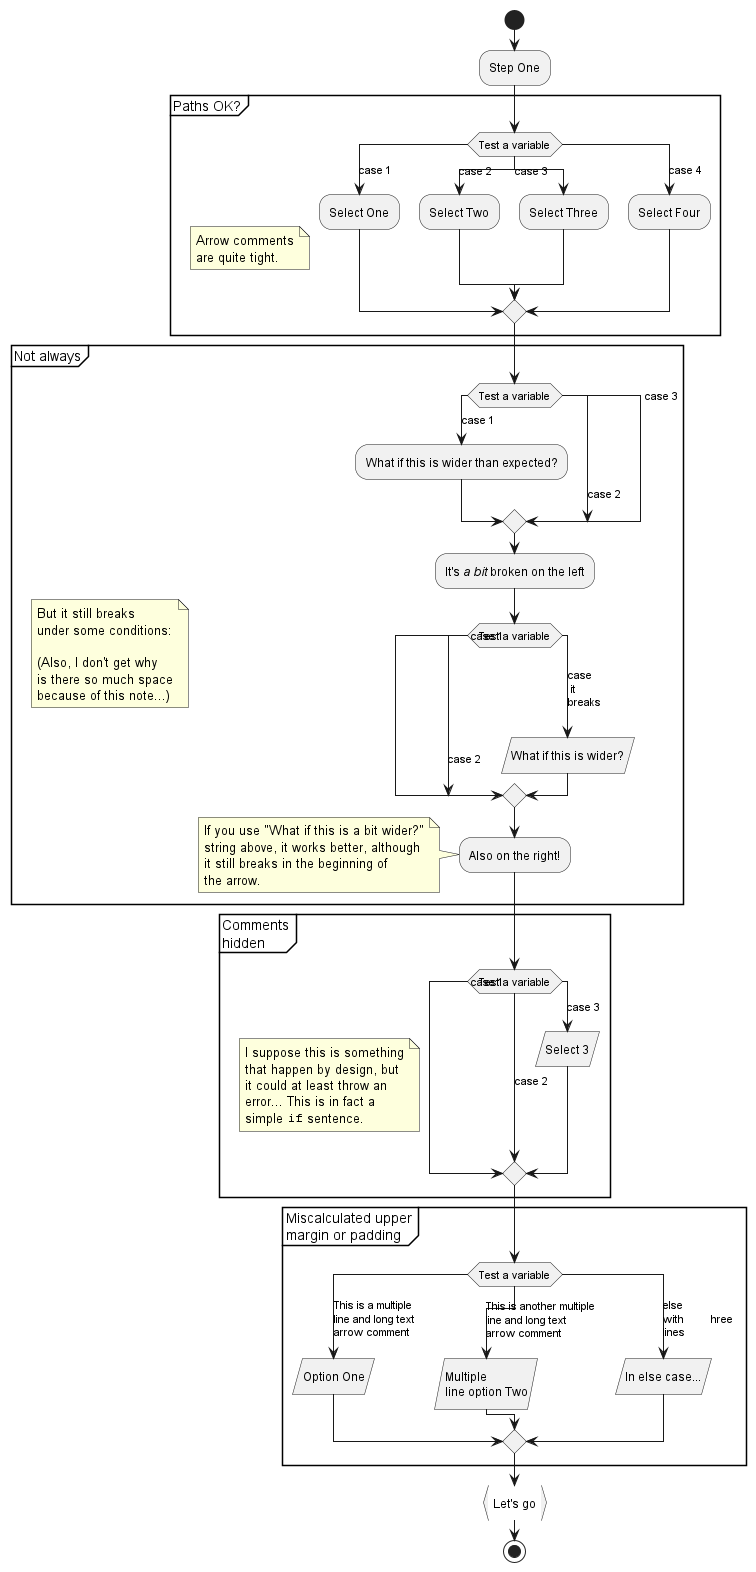 Step One
Paths OK?
Test a variable
case 1
case 2
case 3
case 4
Select One
Select Two
Select Three
Select Four
Arrow comments
are quite tight.
Not always
Test a variable
case 3
case 1
What if this is wider than expected?
case 2
It's a bit broken on the left
But it still breaks
under some conditions:
(Also, I don't get why
is there so much space
because of this note...)
case 1
Test a variable
case
it
breaks
What if this is wider?
case 2
If you use "What if this is a bit wider?"
string above, it works better, although
it still breaks in the beginning of
the arrow.
Also on the right!
Comments
hidden
case 1
Test a variable
case 3
Select 3
I suppose this is something
that happen by design, but
it could at least throw an
error... This is in fact a
simple if sentence.
case 2
Miscalculated upper
margin or padding
Test a variable
This is a multiple
line and long text
arrow comment
This is another multiple
line and long text
arrow comment
else
with hree
ines
Option One
Multiple
line option Two
In else case...
Let's go